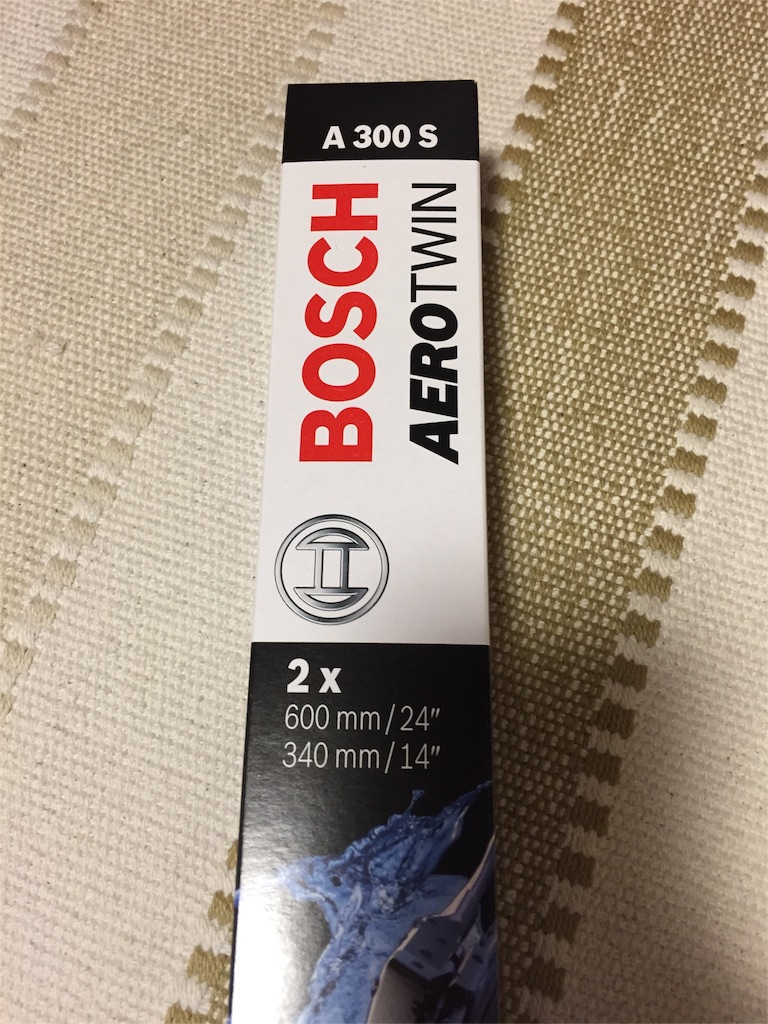 A 300 S
BOSCH
AEROTWIN
2 x
600 mm / 24"
340 mm / 14"